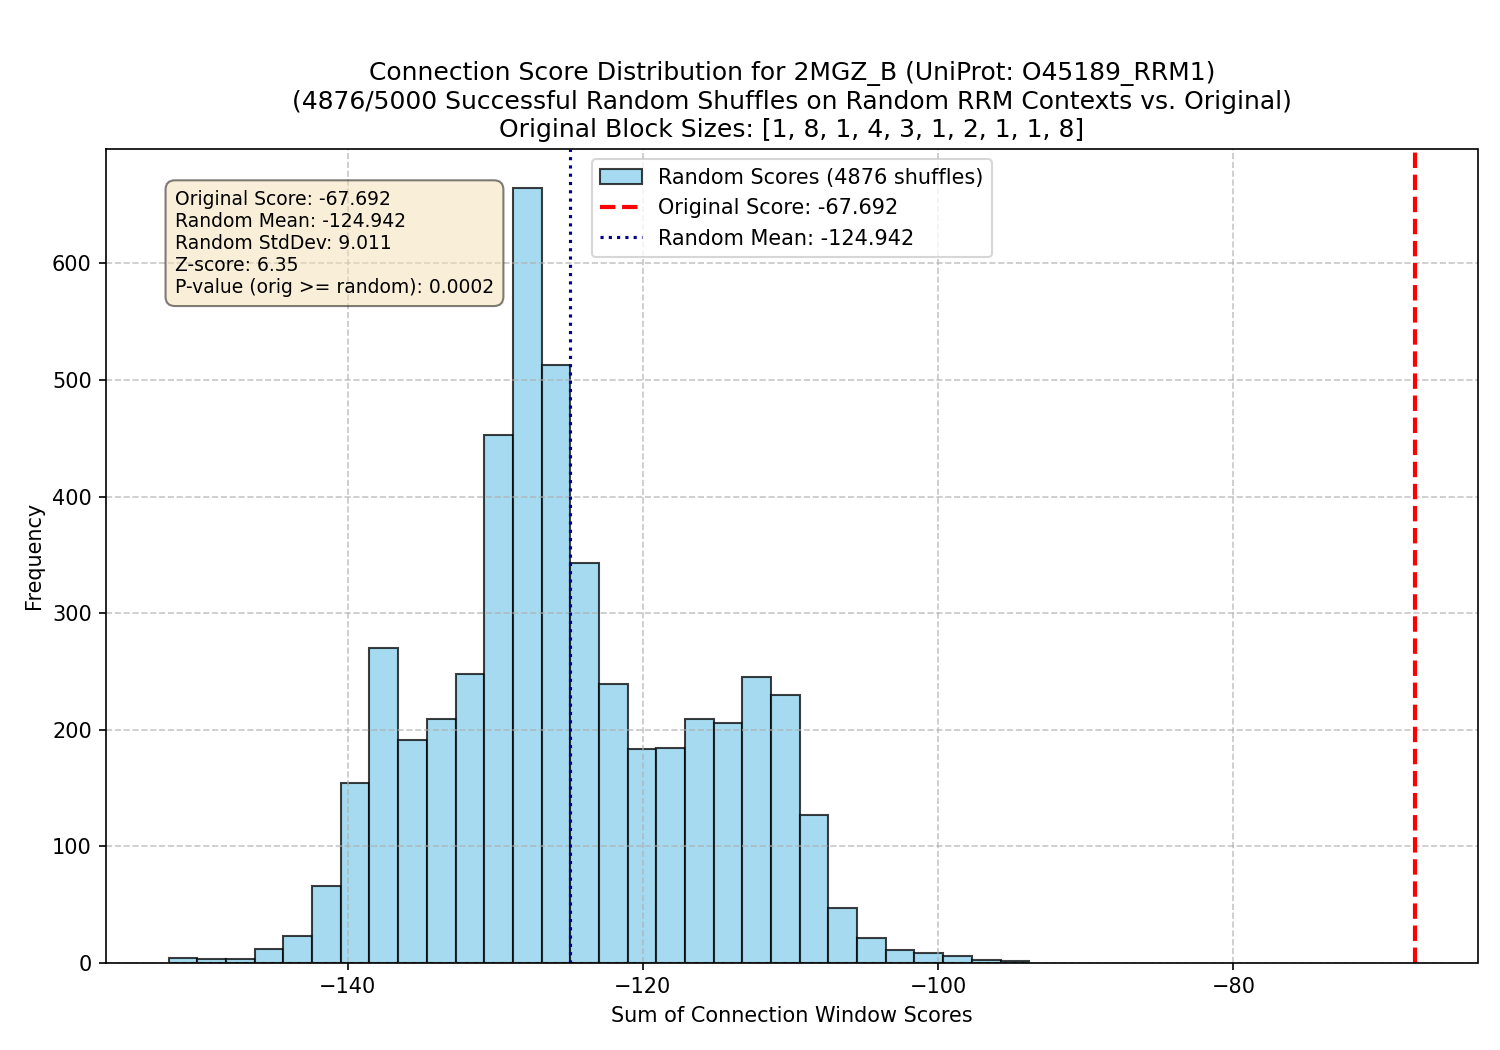 Connection Score Distribution for 2MGZ_B (UniProt: O45189_RRM1)
(4876/5000 Successful Random Shuffles on Random RRM Contexts vs. Original)
Original Block Sizes: [1, 8, 1, 4, 3, 1, 2, 1, 1, 8]
Original Score: -67.692
Random Mean: -124.942
Random StdDev: 9.011
Z-score: 6.35
P-value (orig >= random): 0.0002
Random Scores (4876 shuffles)
Original Score: -67.692
Random Mean: -124.942
Frequency
600
500
400
300
200
100
0
−140
−120
−100
−80
Sum of Connection Window Scores